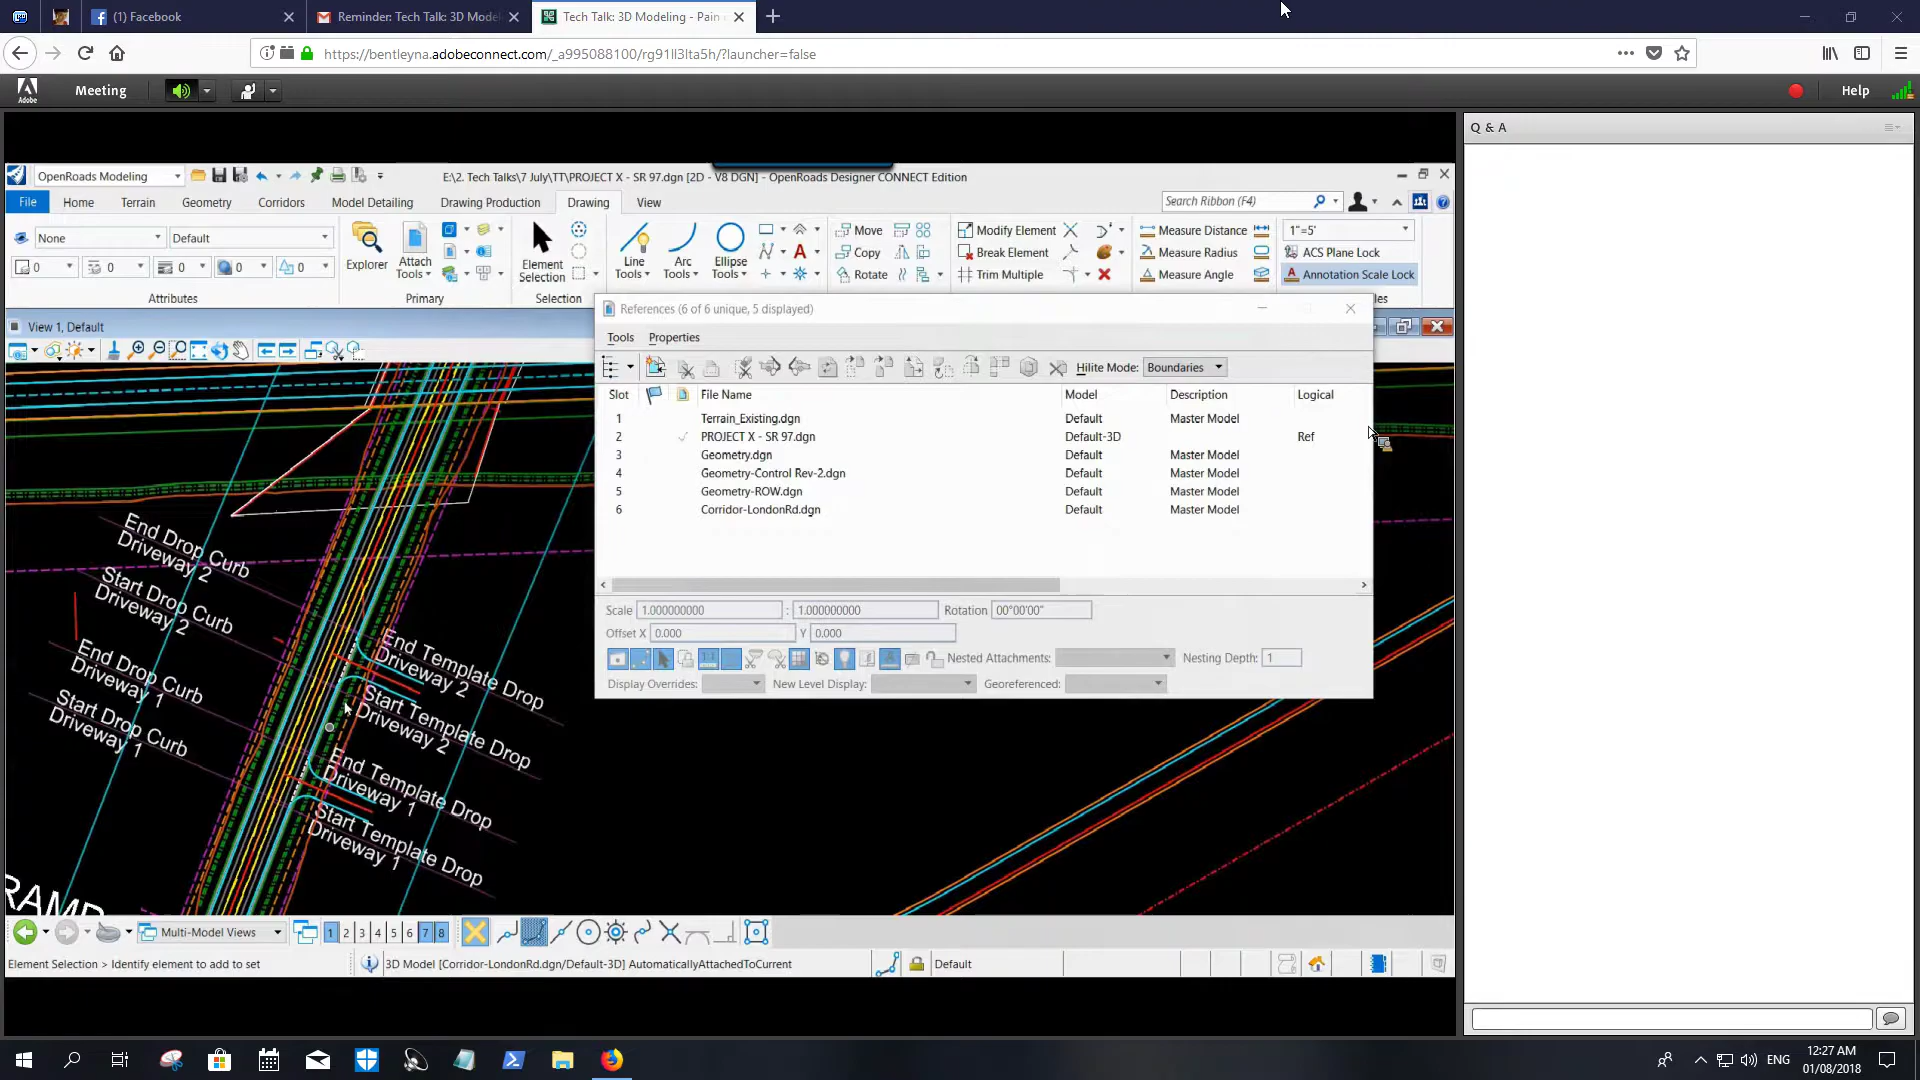 (1) Facebook
Reminder: Tech Talk: 3D Mode
Tech Talk: 3D Modeling - Pain
https://bentleyna.adobeconnect.com/_a995088100/rg91ll3lta5h/?launcher=false
Adobe
Meeting
Help
OpenRoads Modeling
E:\2. Tech Talks\7 July\TT\PROJECT X - SR 97.dgn [2D - V8 DGN] - OpenRoads Designer CONNECT Edition
File
Home
Terrain
Geometry
Corridors
Model Detailing
Drawing Production
Drawing
View
Search Ribbon (F4)
None
Default
0
0
0
0
0
Attributes
Explorer
Attach
Tools
Primary
Element
Selection
Selection
Line
Tools
Arc
Tools
Ellipse
Tools
Move
Copy
Rotate
Modify Element
Break Element
Trim Multiple
Measure Distance
Measure Radius
Measure Angle
1"=5'
ACS Plane Lock
Annotation Scale Lock
les
View 1, Default
References (6 of 6 unique, 5 displayed)
Tools
Properties
Hilite Mode:
Boundaries
Slot
File Name
Model
Description
Logical
1 Terrain_Existing.dgn Default Master Model
2 PROJECT X - SR 97.dgn Default-3D Ref
3 Geometry.dgn Default Master Model
4 Geometry-Control Rev-2.dgn Default Master Model
5 Geometry-ROW.dgn Default Master Model
6 Corridor-LondonRd.dgn Default Master Model
Scale 1.000000000 : 1.000000000 Rotation 00°00'00"
Offset X 0.000 Y 0.000
Nested Attachments:
Nesting Depth: 1
Display Overrides:
New Level Display:
Georeferenced:
End Drop Curb
Driveway 2
Start Drop Curb
Driveway 2
End Drop Curb
Driveway 1
Start Drop Curb
Driveway 1
End Template Drop
Driveway 2
Start Template Drop
Driveway 2
End Template Drop
Driveway 1
Start Template Drop
Driveway 1
RAMP
Multi-Model Views
1 2 3 4 5 6 7 8
Element Selection > Identify element to add to set
3D Model [Corridor-LondonRd.dgn/Default-3D] AutomaticallyAttachedToCurrent
Default
Q & A
ENG
12:27 AM
01/08/2018